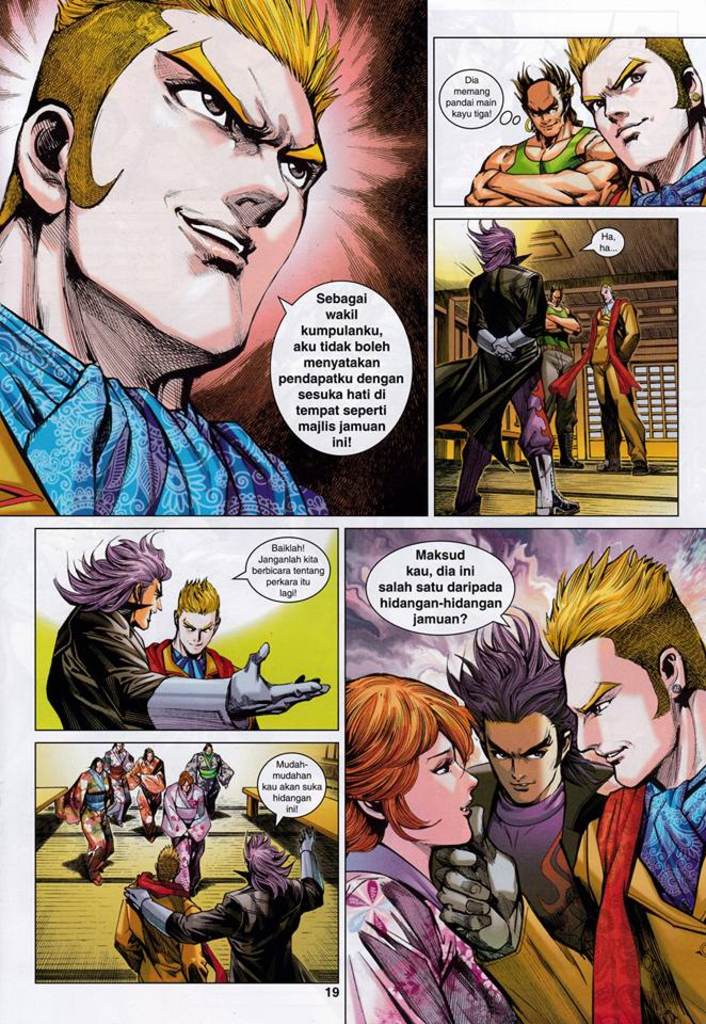 Sebagai
wakil
kumpulanku,
aku tidak boleh
menyatakan
pendapatku dengan
sesuka hati di
tempat seperti
majlis jamuan
ini!
Dia
memang
pandai main
kayu tiga!
Ha,
ha...
Baiklah!
Janganlah kita
berbicara tentang
perkara itu
lagi!
Mudah-
mudahan
kau akan suka
hidangan
ini!
Maksud
kau, dia ini
salah satu daripada
hidangan-hidangan
jamuan?
19